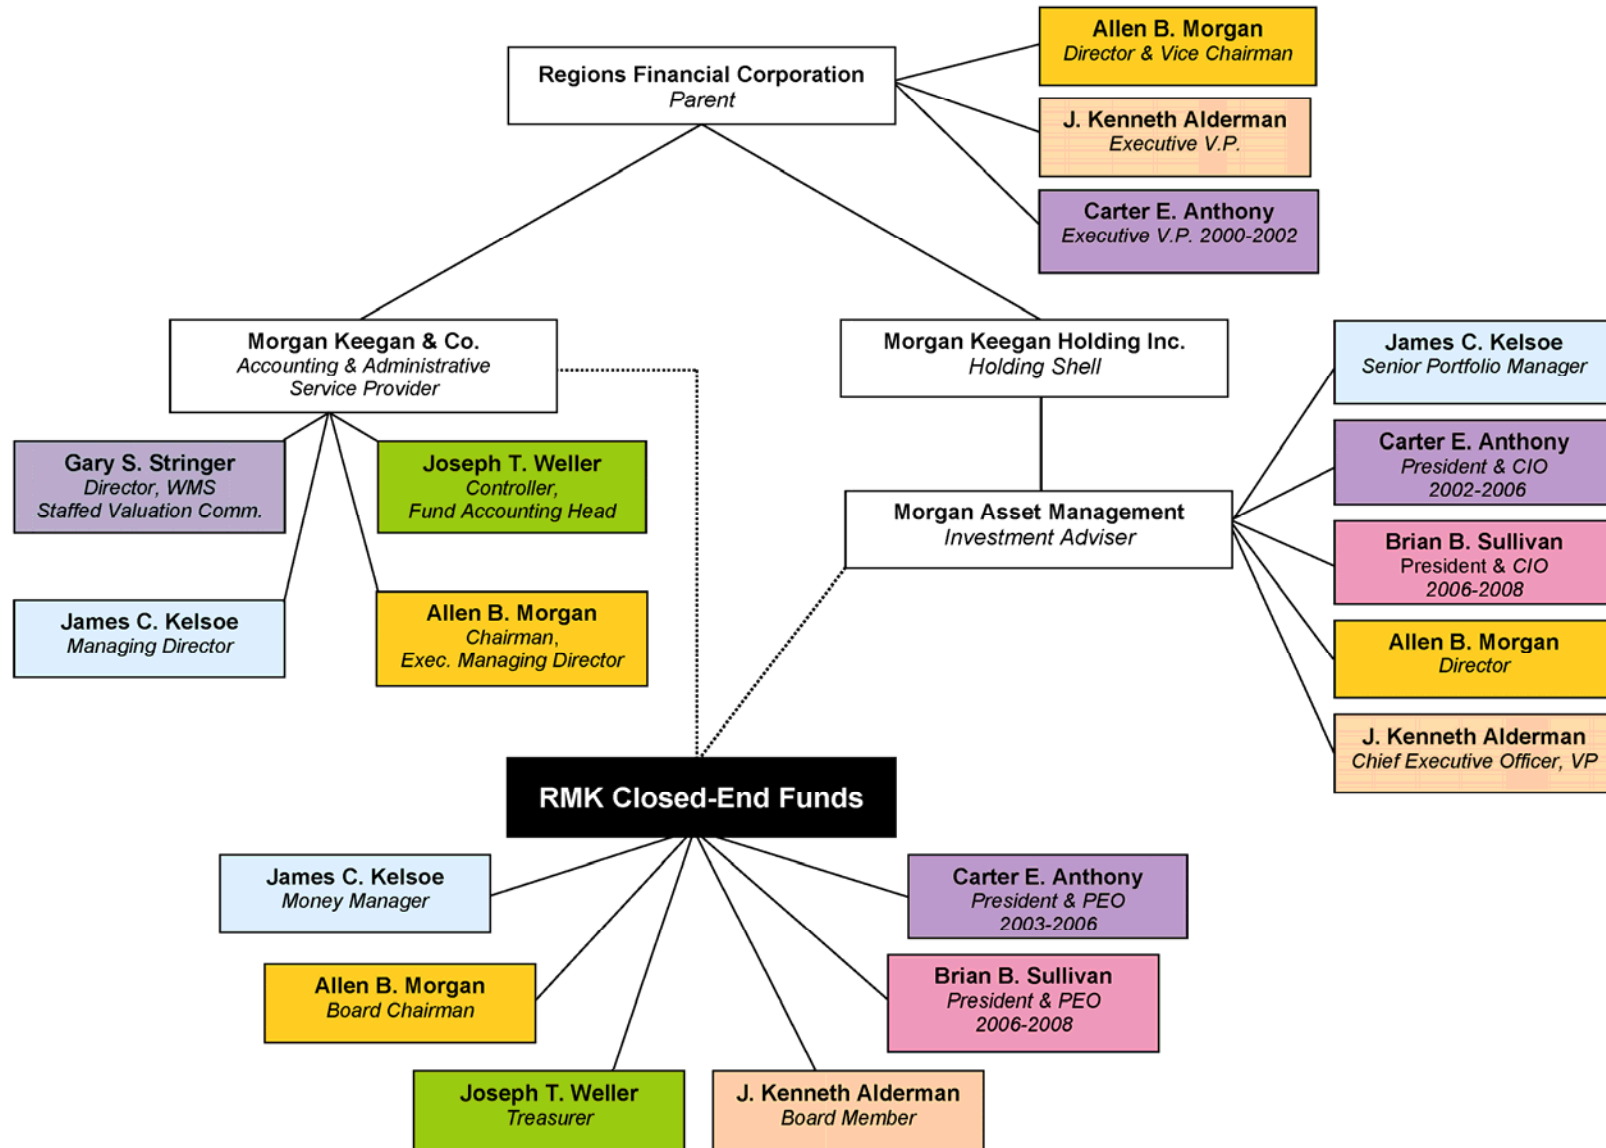 Allen B. Morgan
Director & Vice Chairman
Regions Financial Corporation
Parent
J. Kenneth Alderman
Executive V.P.
Carter E. Anthony
Executive V.P. 2000-2002
Morgan Keegan & Co.
Accounting & Administrative
Service Provider
Morgan Keegan Holding Inc.
Holding Shell
James C. Kelsoe
Senior Portfolio Manager
Gary S. Stringer
Director, WMS
Staffed Valuation Comm.
Joseph T. Weller
Controller,
Fund Accounting Head
Carter E. Anthony
President & CIO
2002-2006
Morgan Asset Management
Investment Adviser
Brian B. Sullivan
President & CIO
2006-2008
James C. Kelsoe
Managing Director
Allen B. Morgan
Chairman,
Exec. Managing Director
Allen B. Morgan
Director
J. Kenneth Alderman
Chief Executive Officer, VP
RMK Closed-End Funds
James C. Kelsoe
Money Manager
Carter E. Anthony
President & PEO
2003-2006
Allen B. Morgan
Board Chairman
Brian B. Sullivan
President & PEO
2006-2008
Joseph T. Weller
Treasurer
J. Kenneth Alderman
Board Member